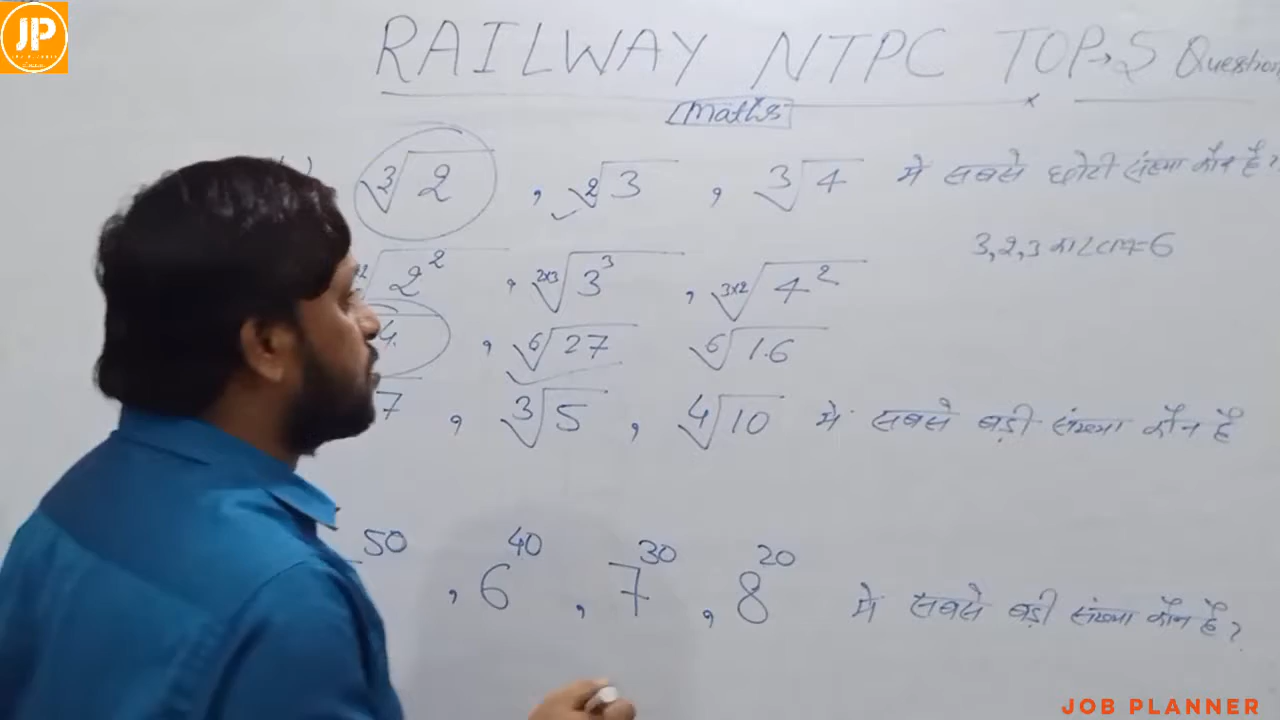 JP
RAILWAY NTPC TOP 5 Question
Maths
∛2 , ²√3 , ∛4 मे सबसे छोटी संख्या कौन है?
3,2,3 का LCM=6
√2² , ²ˣ³√3³ , ³ˣ²√4²
4 , ⁶√27 ⁶√16
7 , ∛5 , ∜10 मे सबसे बड़ी संख्या कौन है
50 , 6⁴⁰ , 7³⁰ , 8²⁰ मे सबसे बड़ी संख्या कौन है?
JOB PLANNER